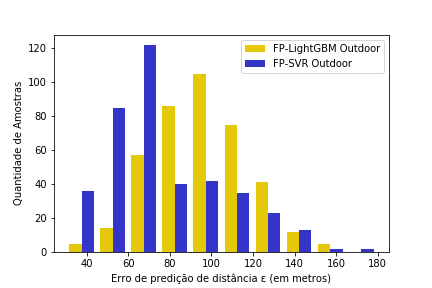 FP-LightGBM Outdoor
FP-SVR Outdoor
Quantidade de Amostras
120
100
80
60
40
20
0
40 60 80 100 120 140 160 180
Erro de predição de distância ε (em metros)